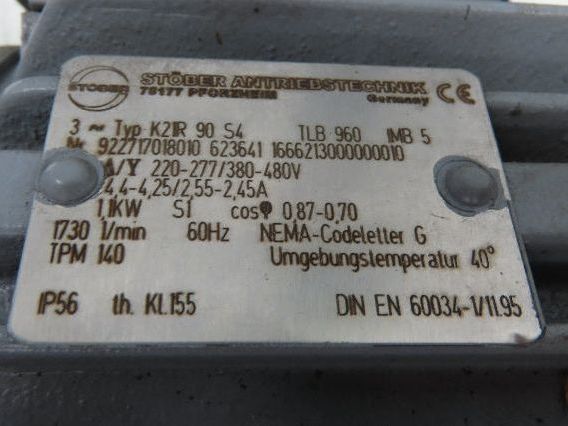 STÖBER
STÖBER ANTRIEBSTECHNIK
75177 PFORZHEIM Germany CE
3 ~ Typ K21R 90 S4 TLB 960 IMB 5
Nr. 922717018010 623641 1666213000000010
Δ/Y 220-277/380-480V
4,4-4,25/2,55-2,45A
1,1KW S1 cosφ 0,87-0,70
1730 1/min 60Hz NEMA-Codeletter G
TPM 140 Umgebungstemperatur 40°
IP56 th. Kl.155 DIN EN 60034-1/11.95